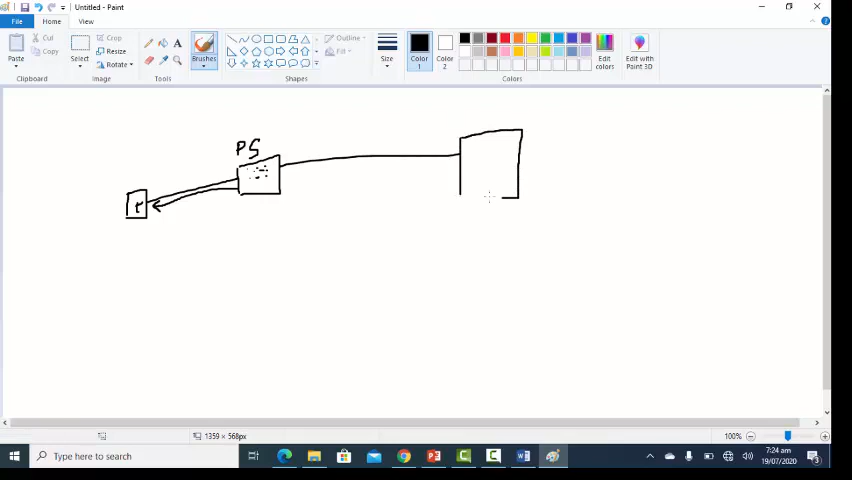 Untitled - Paint
File
Home
View
Paste
Cut
Copy
Clipboard
Select
Crop
Resize
Rotate
Image
Tools
A
Brushes
Shapes
Outline
Fill
Size
Color
1
Color
2
Colors
Edit
colors
Edit with
Paint 3D
PS
r
1359 × 568px
100%
Type here to search
7:24 am
19/07/2020
3